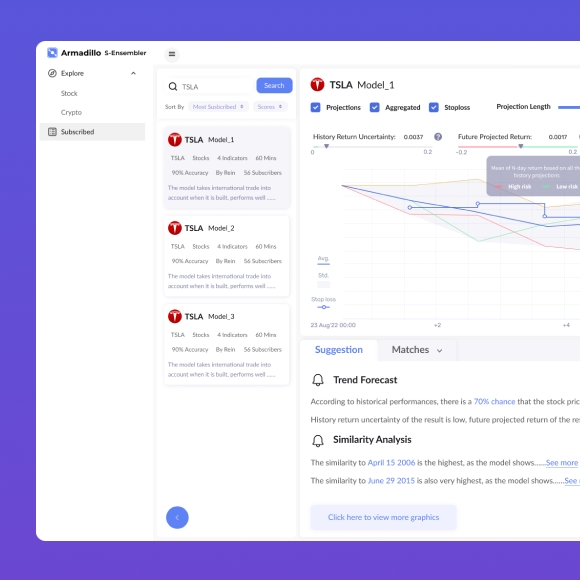 Armadillo S-Ensembler
Explore
Stock
Crypto
Subscribed
TSLA
Search
Sort By Most Susbcribed Scores
TSLA Model_1
TSLA Stocks 4 Indicators 60 Mins
90% Accuracy By Rein 56 Subscribers
The model takes international trade into
account when it is built, performs well ......
TSLA Model_2
TSLA Stocks 4 Indicators 60 Mins
90% Accuracy By Rein 56 Subscribers
The model takes international trade into
account when it is built, performs well ......
TSLA Model_3
TSLA Stocks 4 Indicators 60 Mins
90% Accuracy By Rein 56 Subscribers
The model takes international trade into
account when it is built, performs well ......
TSLA Model_1
Projections Aggregated Stoploss Projection Length
History Return Uncertainty: 0.0037 ? Future Projected Return: 0.0017
0 0.2 -0.2 0.2
Mean of 6-day return based on all th
history projections
High risk Low risk
Avg.
Std.
Stop loss
23 Aug'22 00:00 +2 +4
Suggestion Matches
Trend Forecast
According to historical performances, there is a 70% chance that the stock pric
History return uncertainty of the result is low, future projected return of the res
Similarity Analysis
The similarity to April 15 2006 is the highest, as the model shows......See more
The similarity to June 29 2015 is also very highest, as the model shows......See
Click here to view more graphics